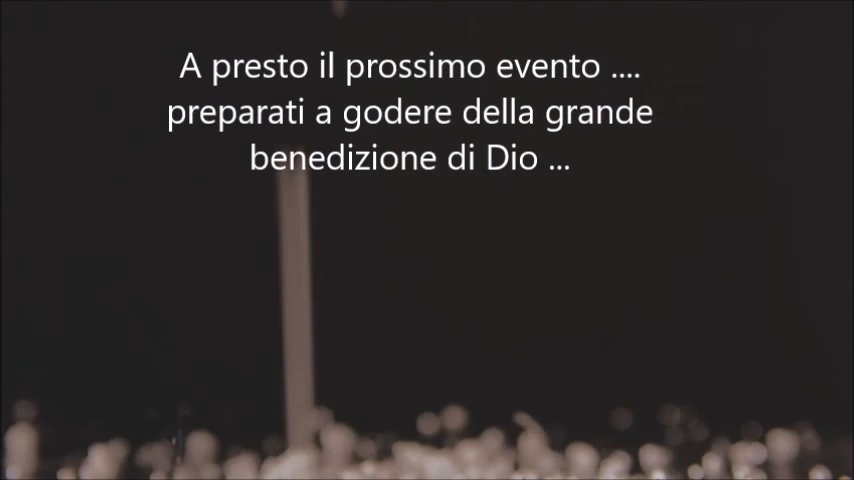 A presto il prossimo evento ....
preparati a godere della grande
benedizione di Dio ...